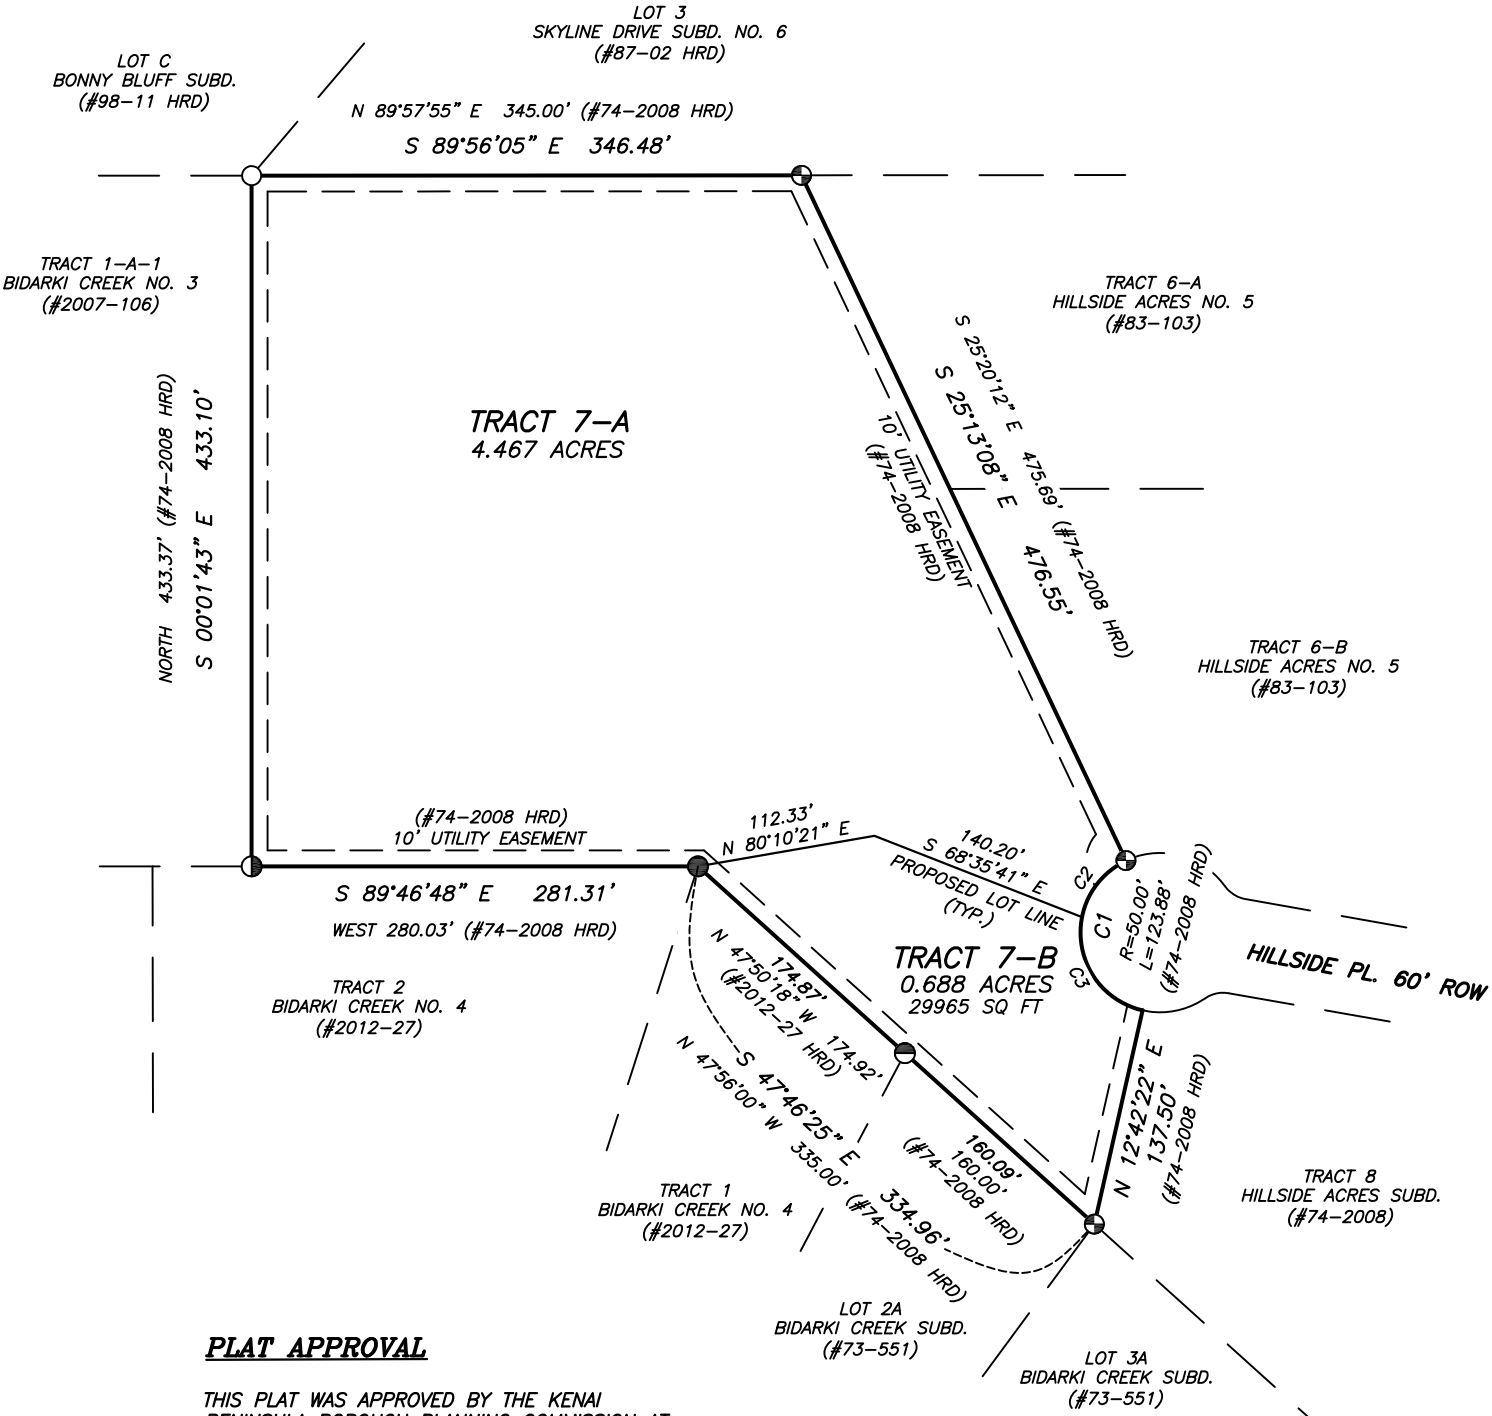 LOT 3
SKYLINE DRIVE SUBD. NO. 6
(#87-02 HRD)
LOT C
BONNY BLUFF SUBD.
(#98-11 HRD)
N 89°57'55" E 345.00' (#74-2008 HRD)
S 89°56'05" E 346.48'
TRACT 1-A-1
BIDARKI CREEK NO. 3
(#2007-106)
TRACT 6-A
HILLSIDE ACRES NO. 5
(#83-103)
NORTH 433.37' (#74-2008 HRD)
S 00°01'43" E 433.10'
TRACT 7-A
4.467 ACRES
S 25°20'12" E 475.69' (#74-2008 HRD)
S 25°13'08" E 476.55'
10' UTILITY EASEMENT
(#74-2008 HRD)
TRACT 6-B
HILLSIDE ACRES NO. 5
(#83-103)
(#74-2008 HRD)
10' UTILITY EASEMENT
112.33'
N 80°10'21" E
140.20'
S 68°35'41" E
PROPOSED LOT LINE
(TYP.)
C2
C1
C3
R=50.00'
L=123.88'
(#74-2008 HRD)
HILLSIDE PL. 60' ROW
S 89°46'48" E 281.31'
WEST 280.03' (#74-2008 HRD)
TRACT 7-B
0.688 ACRES
29965 SQ FT
TRACT 2
BIDARKI CREEK NO. 4
(#2012-27)
174.87'
N 47°50'18" W 174.92'
(#2012-27 HRD)
S 47°46'25" E 334.96'
N 47°56'00" W 335.00' (#74-2008 HRD)
160.09'
160.00'
(#74-2008 HRD)
N 12°42'22" E
137.50'
(#74-2008 HRD)
TRACT 1
BIDARKI CREEK NO. 4
(#2012-27)
TRACT 8
HILLSIDE ACRES SUBD.
(#74-2008)
LOT 2A
BIDARKI CREEK SUBD.
(#73-551)
LOT 3A
BIDARKI CREEK SUBD.
(#73-551)
PLAT APPROVAL
THIS PLAT WAS APPROVED BY THE KENAI
PENINSULA BOROUGH PLANNING COMMISSION AT